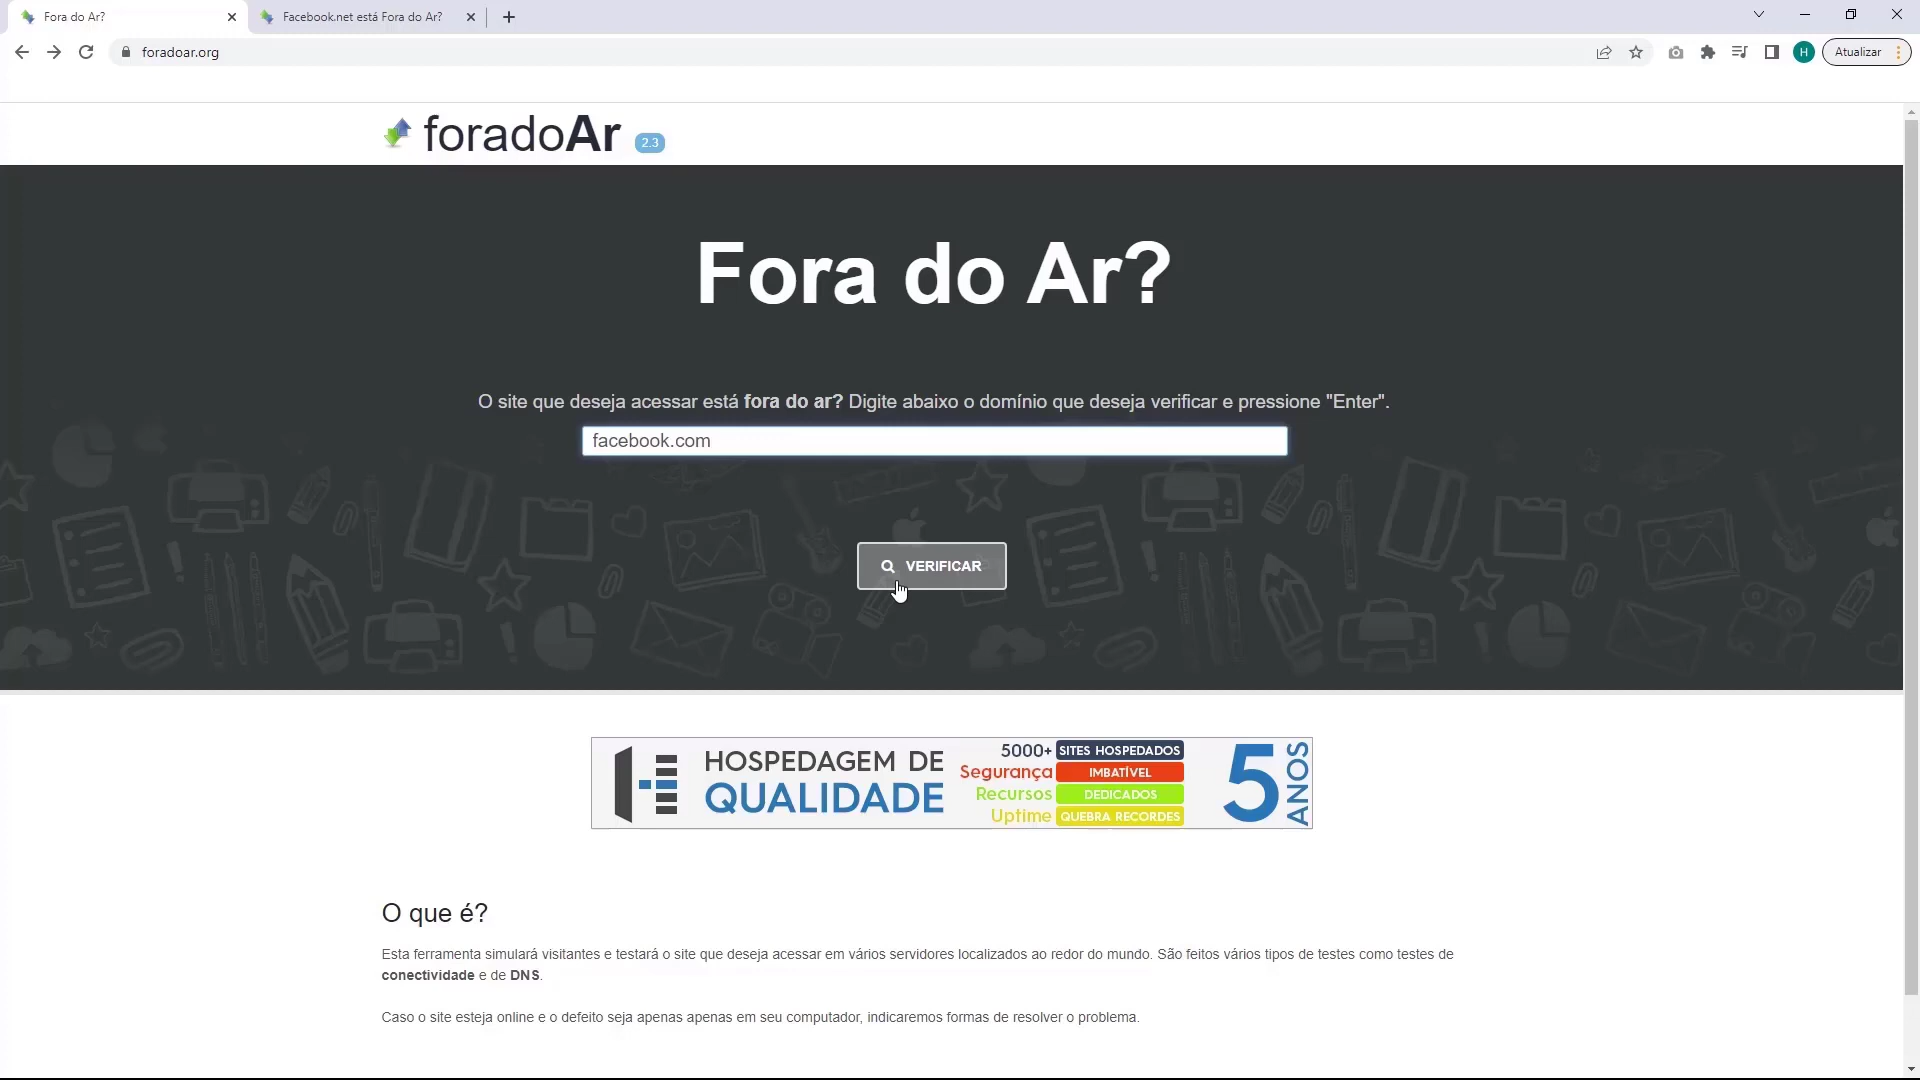 Fora do Ar?
Facebook.net está Fora do Ar?
foradoar.org
H
Atualizar
foradoAr 2.3
Fora do Ar?
O site que deseja acessar está fora do ar? Digite abaixo o domínio que deseja verificar e pressione "Enter".
facebook.com
VERIFICAR
HOSPEDAGEM DE
QUALIDADE
5000+ SITES HOSPEDADOS
Segurança IMBATÍVEL
Recursos DEDICADOS
Uptime QUEBRA RECORDES
5 ANOS
O que é?
Esta ferramenta simulará visitantes e testará o site que deseja acessar em vários servidores localizados ao redor do mundo. São feitos vários tipos de testes como testes de
conectividade e de DNS.
Caso o site esteja online e o defeito seja apenas apenas em seu computador, indicaremos formas de resolver o problema.